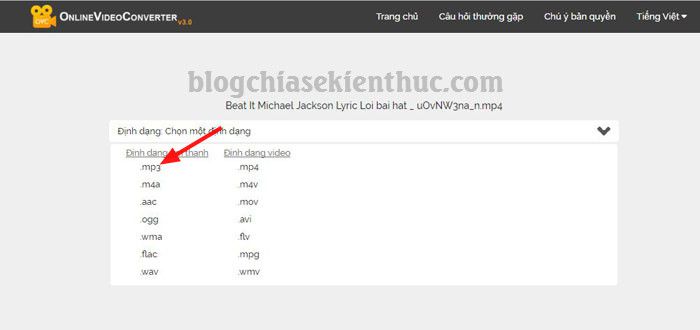 OVC ONLINEVIDEOCONVERTER v3.0 Trang chủ Câu hỏi thường gặp Chú ý bản quyền Tiếng Việt
blogchiasekienthuc.com
Beat It Michael Jackson Lyric Loi bai hat _ uOvNW3na_n.mp4
Định dạng: Chọn một định dạng
Định dạng thanh Định dạng video
.mp3 .mp4
.m4a .m4v
.aac .mov
.ogg .avi
.wma .flv
.flac .mpg
.wav .wmv